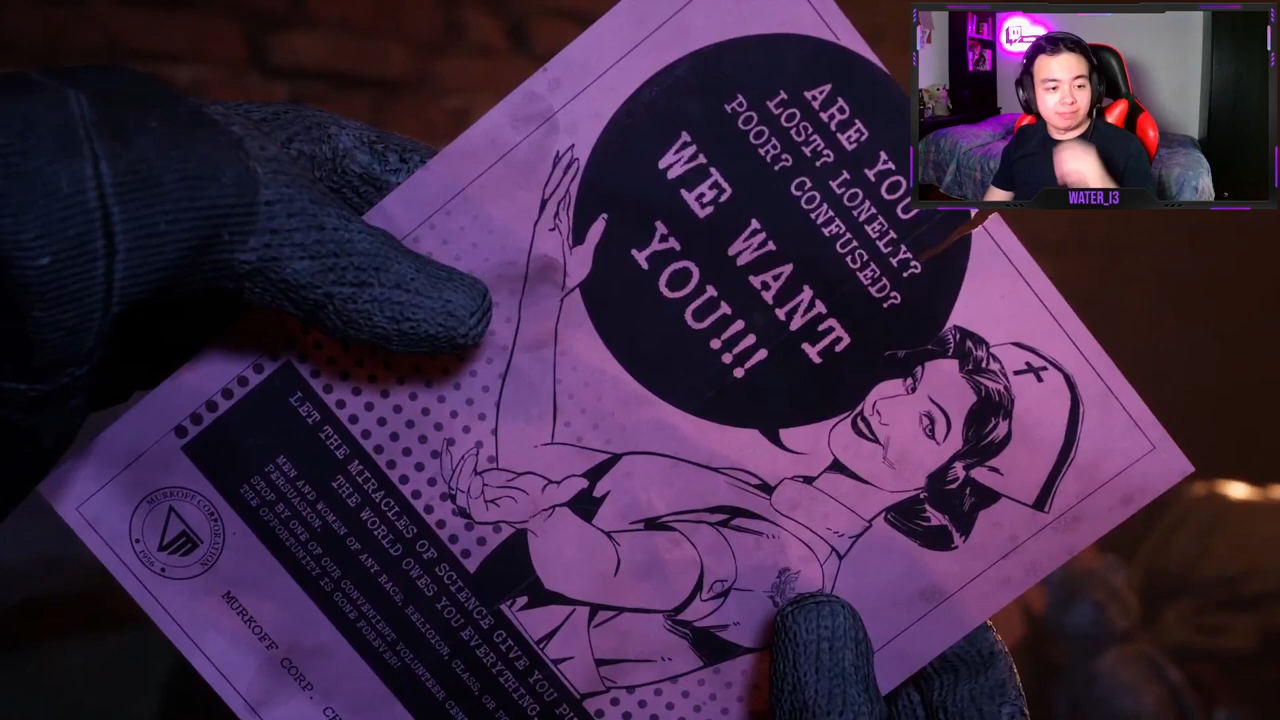 ARE YOU
LOST? LONELY?
POOR? CONFUSED?
WE WANT
YOU!!!
LET THE MIRACLES OF SCIENCE GIVE YOU
THE WORLD OWES YOU EVERYTHING,
MEN AND WOMEN OF ANY RACE, RELIGION, CLASS, OR
PERSUASION.
STOP BY ONE OF OUR CONVENIENT VOLUNTEER
THE OPPORTUNITY IS GONE FOREVER!
MURKOFF CORPORATION
1956
MURKOFF CORP.
WATER_I3